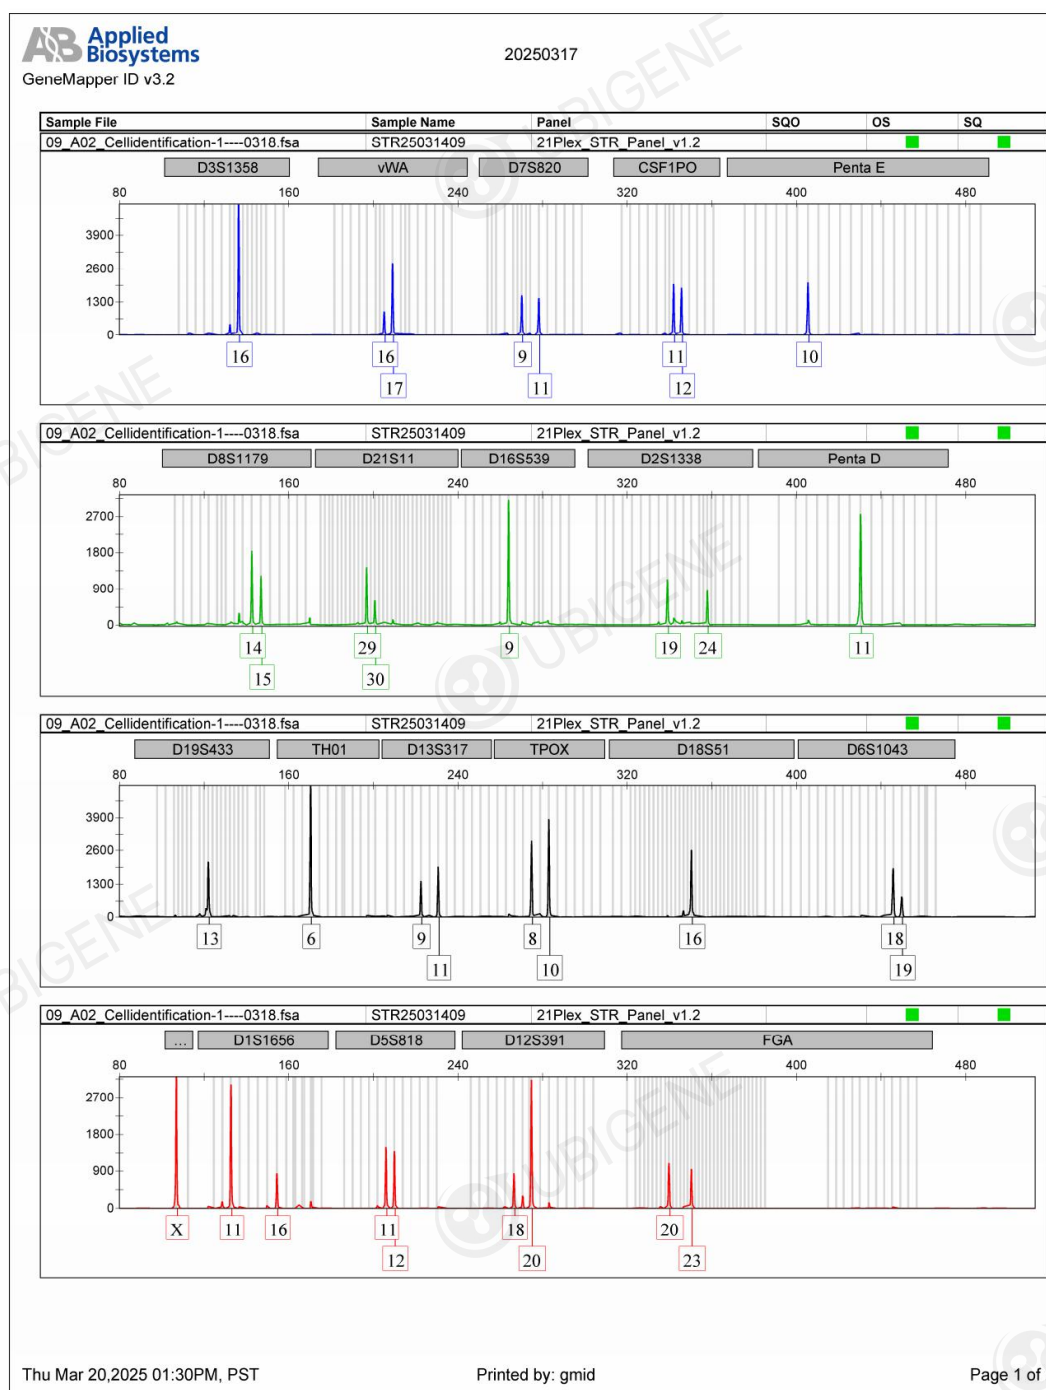 AB Applied Biosystems
20250317
GeneMapper ID v3.2
Sample File Sample Name Panel SQO OS SQ
09_A02_Cellidentification-1----0318.fsa STR25031409 21Plex_STR_Panel_v1.2
D3S1358 vWA D7S820 CSF1PO Penta E
80 160 240 320 400 480
3900
2600
1300
0
16 16 9 11 10
17 11 12
09_A02_Cellidentification-1----0318.fsa STR25031409 21Plex_STR_Panel_v1.2
D8S1179 D21S11 D16S539 D2S1338 Penta D
80 160 240 320 400 480
2700
1800
900
0
14 29 9 19 24 11
15 30
09_A02_Cellidentification-1----0318.fsa STR25031409 21Plex_STR_Panel_v1.2
D19S433 TH01 D13S317 TPOX D18S51 D6S1043
80 160 240 320 400 480
3900
2600
1300
0
13 6 9 8 16 18
11 10 19
09_A02_Cellidentification-1----0318.fsa STR25031409 21Plex_STR_Panel_v1.2
... D1S1656 D5S818 D12S391 FGA
80 160 240 320 400 480
2700
1800
900
0
X 11 16 11 18 20
12 20 23
Thu Mar 20,2025 01:30PM, PST Printed by: gmid Page 1 of
UBIGENE
UBIGENE
UBIGENE
UBIGENE
UBIGENE